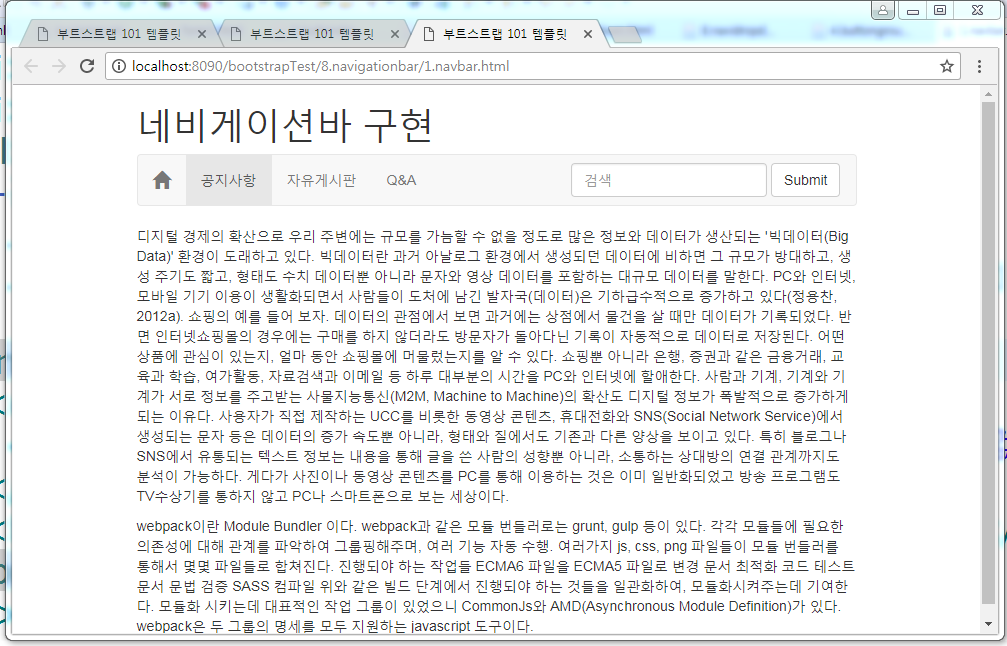 부트스트랩 101 템플릿
부트스트랩 101 템플릿
부트스트랩 101 템플릿
localhost:8090/bootstrapTest/8.navigationbar/1.navbar.html
네비게이션바 구현
공지사항 자유게시판 Q&A 검색 Submit
디지털 경제의 확산으로 우리 주변에는 규모를 가늠할 수 없을 정도로 많은 정보와 데이터가 생산되는 '빅데이터(Big
Data)' 환경이 도래하고 있다. 빅데이터란 과거 아날로그 환경에서 생성되던 데이터에 비하면 그 규모가 방대하고, 생
성 주기도 짧고, 형태도 수치 데이터뿐 아니라 문자와 영상 데이터를 포함하는 대규모 데이터를 말한다. PC와 인터넷,
모바일 기기 이용이 생활화되면서 사람들이 도처에 남긴 발자국(데이터)은 기하급수적으로 증가하고 있다(정용찬,
2012a). 쇼핑의 예를 들어 보자. 데이터의 관점에서 보면 과거에는 상점에서 물건을 살 때만 데이터가 기록되었다. 반
면 인터넷쇼핑몰의 경우에는 구매를 하지 않더라도 방문자가 돌아다닌 기록이 자동적으로 데이터로 저장된다. 어떤
상품에 관심이 있는지, 얼마 동안 쇼핑몰에 머물렀는지를 알 수 있다. 쇼핑뿐 아니라 은행, 증권과 같은 금융거래, 교
육과 학습, 여가활동, 자료검색과 이메일 등 하루 대부분의 시간을 PC와 인터넷에 할애한다. 사람과 기계, 기계와 기
계가 서로 정보를 주고받는 사물지능통신(M2M, Machine to Machine)의 확산도 디지털 정보가 폭발적으로 증가하게
되는 이유다. 사용자가 직접 제작하는 UCC를 비롯한 동영상 콘텐츠, 휴대전화와 SNS(Social Network Service)에서
생성되는 문자 등은 데이터의 증가 속도뿐 아니라, 형태와 질에서도 기존과 다른 양상을 보이고 있다. 특히 블로그나
SNS에서 유통되는 텍스트 정보는 내용을 통해 글을 쓴 사람의 성향뿐 아니라, 소통하는 상대방의 연결 관계까지도
분석이 가능하다. 게다가 사진이나 동영상 콘텐츠를 PC를 통해 이용하는 것은 이미 일반화되었고 방송 프로그램도
TV수상기를 통하지 않고 PC나 스마트폰으로 보는 세상이다.
webpack이란 Module Bundler 이다. webpack과 같은 모듈 번들러로는 grunt, gulp 등이 있다. 각각 모듈들에 필요한
의존성에 대해 관계를 파악하여 그룹핑해주며, 여러 기능 자동 수행. 여러가지 js, css, png 파일들이 모듈 번들러를
통해서 몇몇 파일들로 합쳐진다. 진행되야 하는 작업들 ECMA6 파일을 ECMA5 파일로 변경 문서 최적화 코드 테스트
문서 문법 검증 SASS 컴파일 위와 같은 빌드 단계에서 진행되야 하는 것들을 일관화하여, 모듈화시켜주는데 기여한
다. 모듈화 시키는데 대표적인 작업 그룹이 있었으니 CommonJs와 AMD(Asynchronous Module Definition)가 있다.
webpack은 두 그룹의 명세를 모두 지원하는 javascript 도구이다.